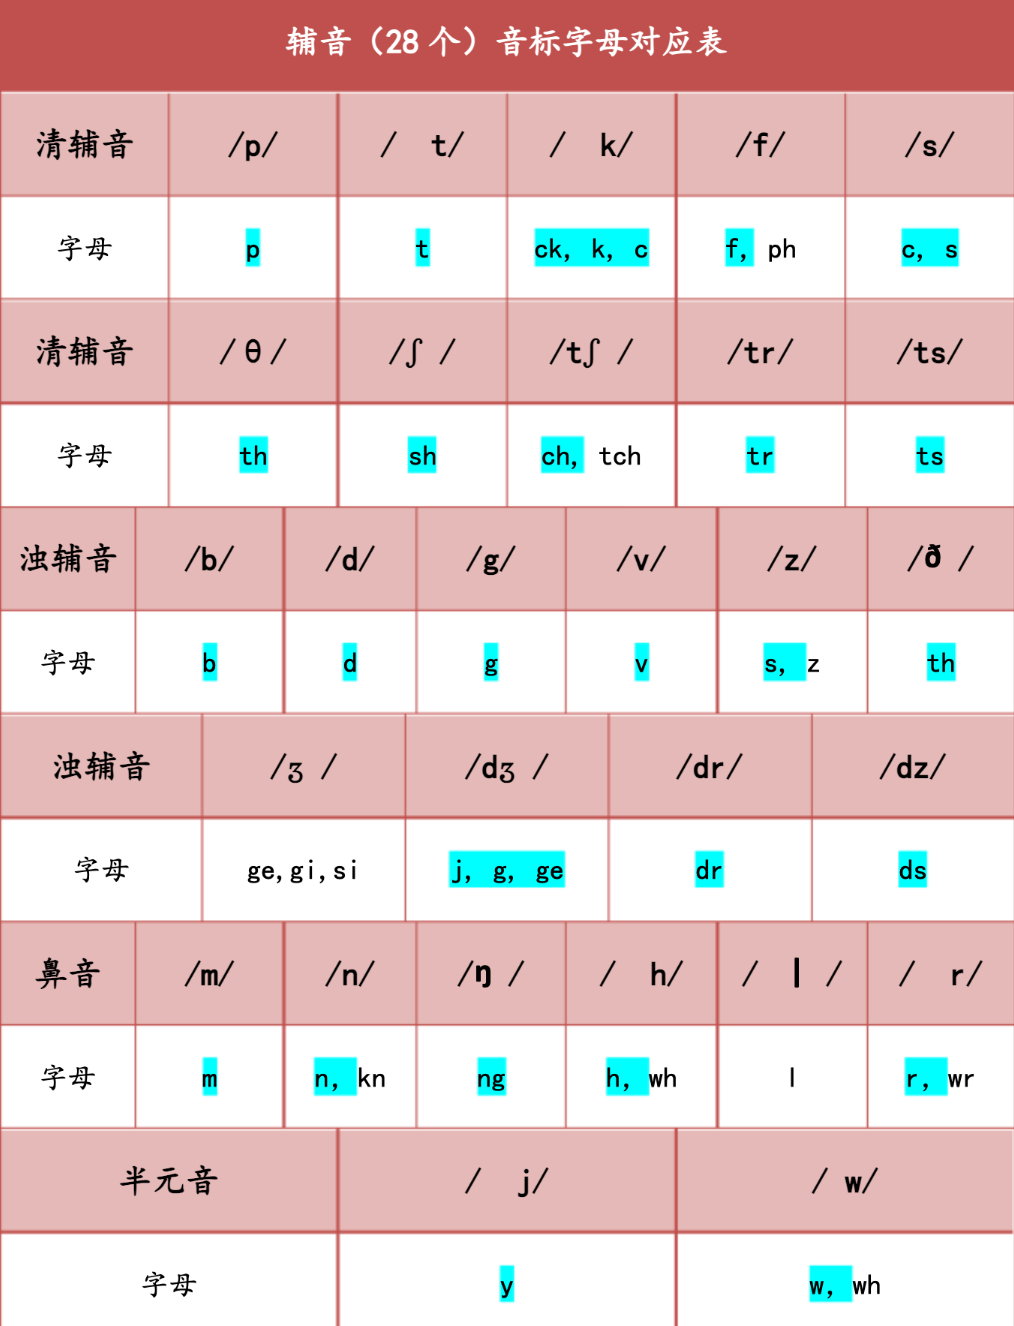 辅音（28 个）音标字母对应表
清辅音 /p/ / t/ / k/ /f/ /s/
字母 p t ck, k, c f, ph c, s
清辅音 / θ / /ʃ / /tʃ / /tr/ /ts/
字母 th sh ch, tch tr ts
浊辅音 /b/ /d/ /g/ /v/ /z/ /ð /
字母 b d g v s, z th
浊辅音 /ʒ / /dʒ / /dr/ /dz/
字母 ge,gi,si j, g, ge dr ds
鼻音 /m/ /n/ /ŋ / / h/ / l / / r/
字母 m n, kn ng h, wh l r, wr
半元音 / j/ / w/
字母 y w, wh